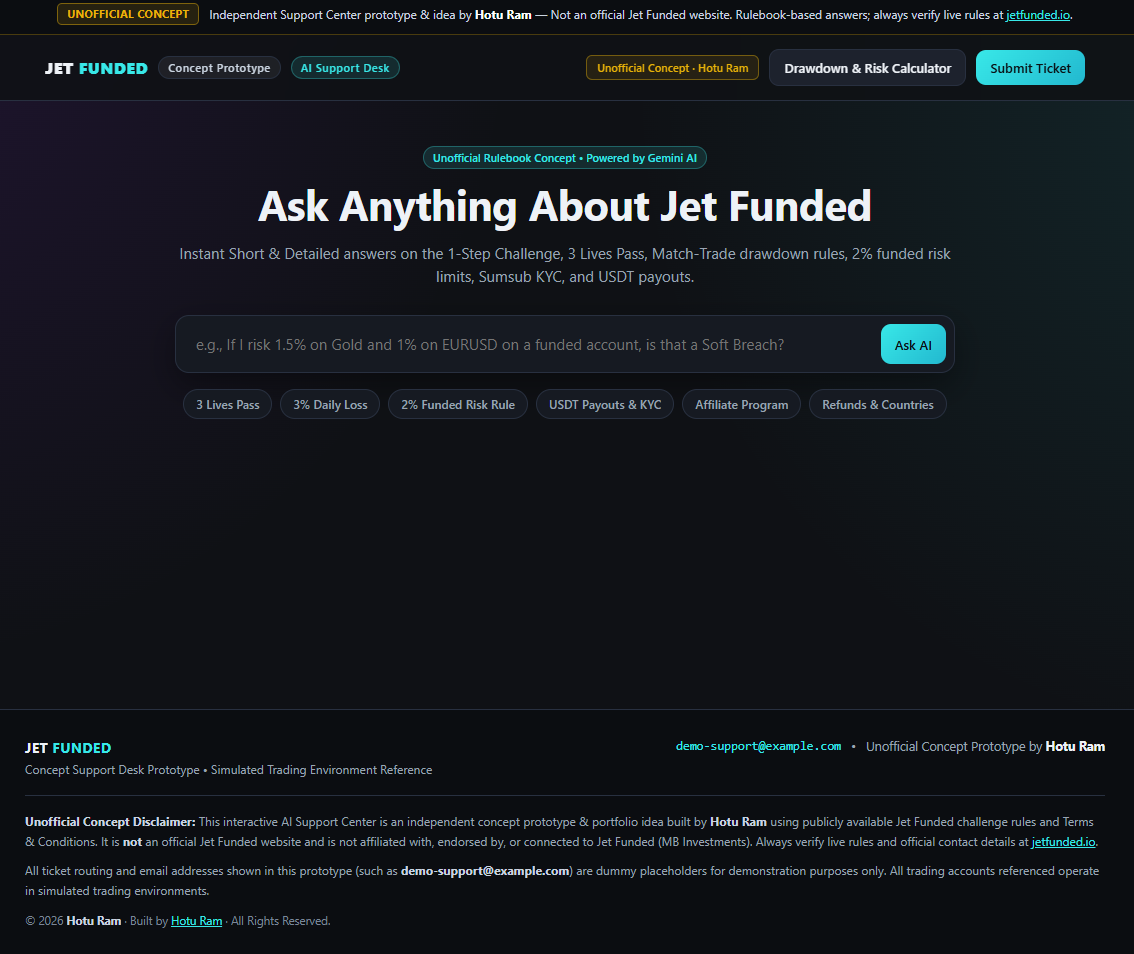 UNOFFICIAL CONCEPT Independent Support Center prototype & idea by Hotu Ram — Not an official Jet Funded website. Rulebook-based answers; always verify live rules at jetfunded.io.
JET FUNDED Concept Prototype AI Support Desk Unofficial Concept · Hotu Ram Drawdown & Risk Calculator Submit Ticket
Unofficial Rulebook Concept • Powered by Gemini AI
Ask Anything About Jet Funded
Instant Short & Detailed answers on the 1-Step Challenge, 3 Lives Pass, Match-Trade drawdown rules, 2% funded risk
limits, Sumsub KYC, and USDT payouts.
e.g., If I risk 1.5% on Gold and 1% on EURUSD on a funded account, is that a Soft Breach? Ask AI
3 Lives Pass 3% Daily Loss 2% Funded Risk Rule USDT Payouts & KYC Affiliate Program Refunds & Countries
JET FUNDED
demo-support@example.com • Unofficial Concept Prototype by Hotu Ram
Concept Support Desk Prototype • Simulated Trading Environment Reference
Unofficial Concept Disclaimer: This interactive AI Support Center is an independent concept prototype & portfolio idea built by Hotu Ram using publicly available Jet Funded challenge rules and Terms
& Conditions. It is not an official Jet Funded website and is not affiliated with, endorsed by, or connected to Jet Funded (MB Investments). Always verify live rules and official contact details at jetfunded.io.
All ticket routing and email addresses shown in this prototype (such as demo-support@example.com) are dummy placeholders for demonstration purposes only. All trading accounts referenced operate
in simulated trading environments.
© 2026 Hotu Ram · Built by Hotu Ram · All Rights Reserved.